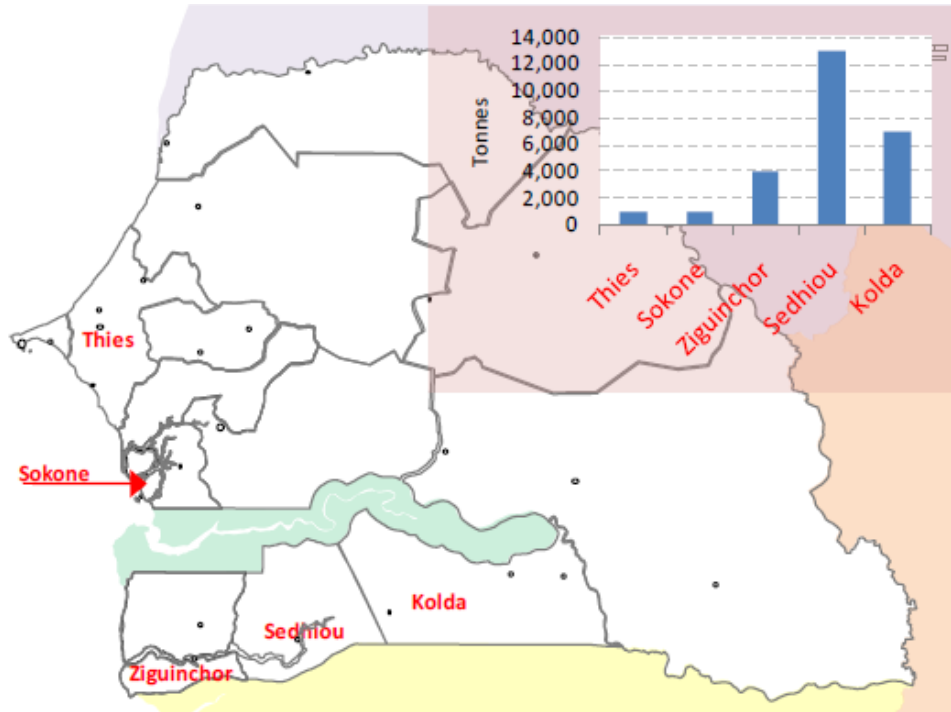 14,000
12,000
10,000
8,000
6,000
4,000
2,000
0
Tonnes
Thies
Sokone
Ziguinchor
Sedhiou
Kolda
Thies
Sokone
Kolda
Sedhiou
Ziguinchor